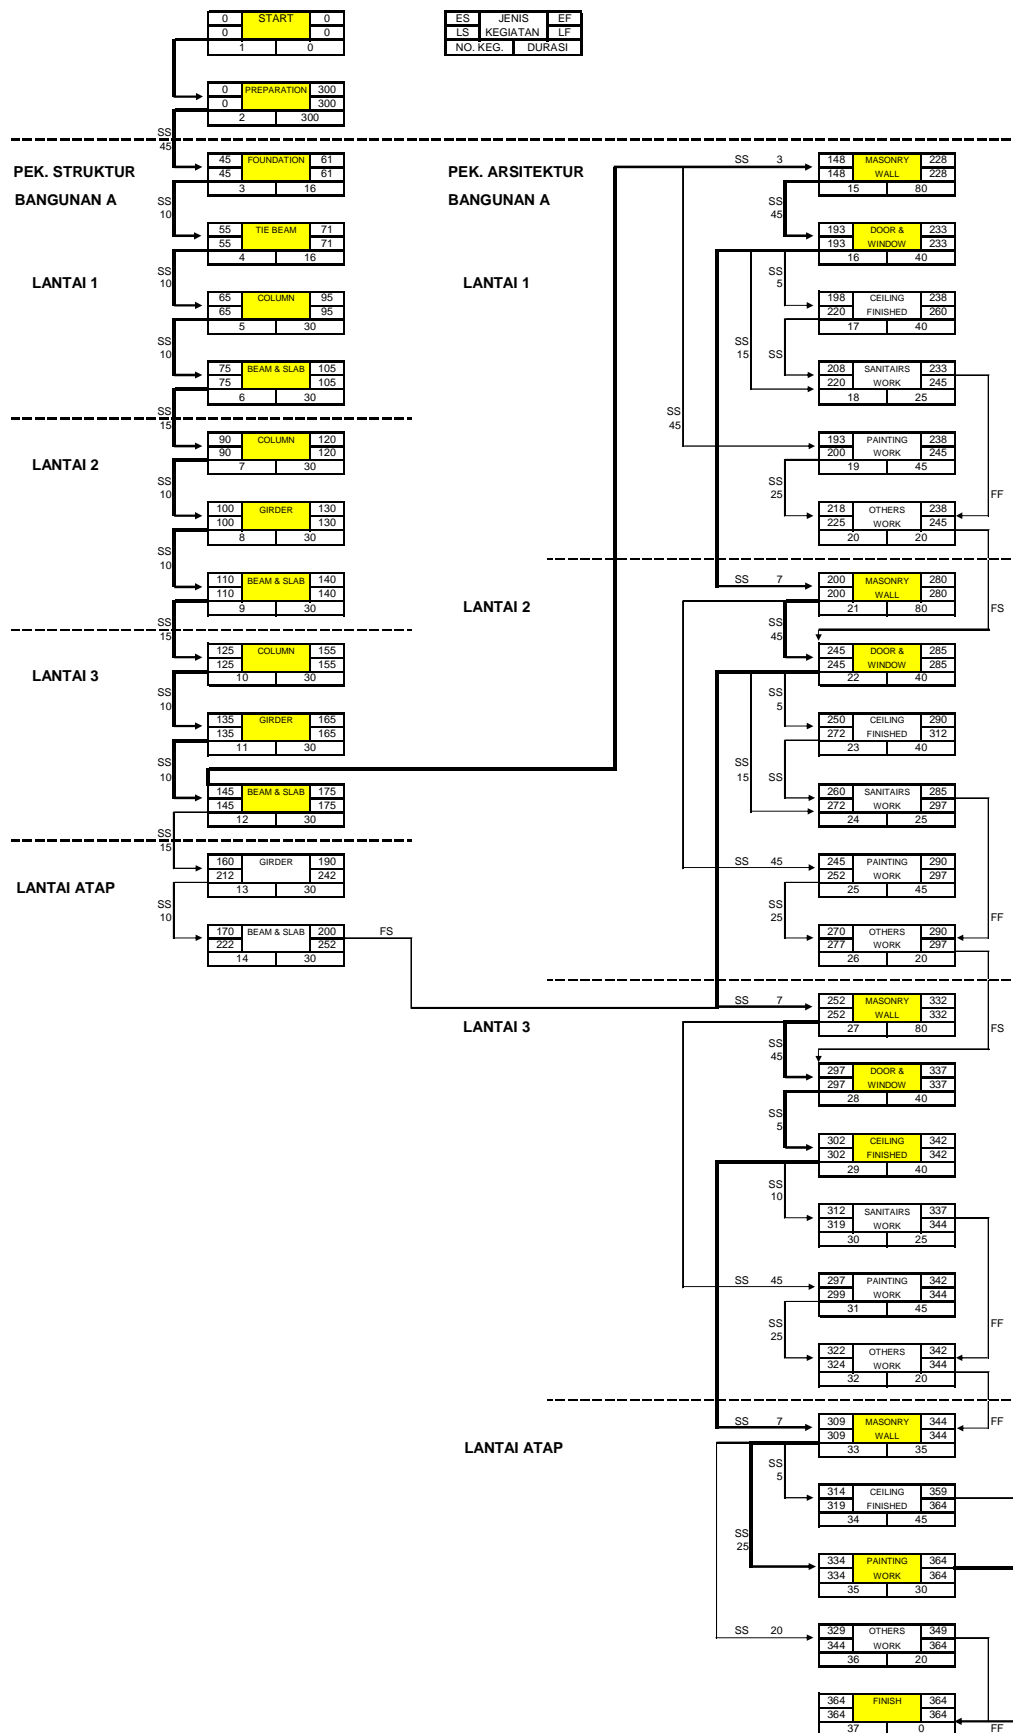 0 START 0
0 0
1 0
ES JENIS EF
LS KEGIATAN LF
NO. KEG. DURASI
0 PREPARATION 300
0 300
2 300
SS
45
PEK. STRUKTUR
BANGUNAN A
45 FOUNDATION 61
45 61
3 16
SS
10
55 TIE BEAM 71
55 71
4 16
LANTAI 1
SS
10
65 COLUMN 95
65 95
5 30
SS
10
75 BEAM & SLAB 105
75 105
6 30
SS
15
LANTAI 2
90 COLUMN 120
90 120
7 30
SS
10
100 GIRDER 130
100 130
8 30
SS
10
110 BEAM & SLAB 140
110 140
9 30
SS
15
LANTAI 3
125 COLUMN 155
125 155
10 30
SS
10
135 GIRDER 165
135 165
11 30
SS
10
145 BEAM & SLAB 175
145 175
12 30
SS
15
LANTAI ATAP
160 GIRDER 190
212 242
13 30
SS
10
170 BEAM & SLAB 200
222 252
14 30
FS
PEK. ARSITEKTUR
BANGUNAN A
SS 3
148 MASONRY 228
148 WALL 228
15 80
SS
45
193 DOOR & 233
193 WINDOW 233
16 40
LANTAI 1
SS
5
198 CEILING 238
220 FINISHED 260
17 40
SS
15
SS
208 SANITAIRS 233
220 WORK 245
18 25
SS
45
193 PAINTING 238
200 WORK 245
19 45
SS
25
FF
218 OTHERS 238
225 WORK 245
20 20
LANTAI 2
SS 7
200 MASONRY 280
200 WALL 280
21 80
FS
SS
45
245 DOOR & 285
245 WINDOW 285
22 40
SS
5
250 CEILING 290
272 FINISHED 312
23 40
SS
15
SS
260 SANITAIRS 285
272 WORK 297
24 25
SS 45
245 PAINTING 290
252 WORK 297
25 45
SS
25
FF
270 OTHERS 290
277 WORK 297
26 20
LANTAI 3
SS 7
252 MASONRY 332
252 WALL 332
27 80
FS
SS
45
297 DOOR & 337
297 WINDOW 337
28 40
SS
5
302 CEILING 342
302 FINISHED 342
29 40
SS
10
312 SANITAIRS 337
319 WORK 344
30 25
SS 45
297 PAINTING 342
299 WORK 344
31 45
SS
25
FF
322 OTHERS 342
324 WORK 344
32 20
LANTAI ATAP
SS 7
309 MASONRY 344
309 WALL 344
33 35
FF
SS
5
314 CEILING 359
319 FINISHED 364
34 45
SS
25
334 PAINTING 364
334 WORK 364
35 30
SS 20
329 OTHERS 349
344 WORK 364
36 20
364 FINISH 364
364 364
37 0
FF